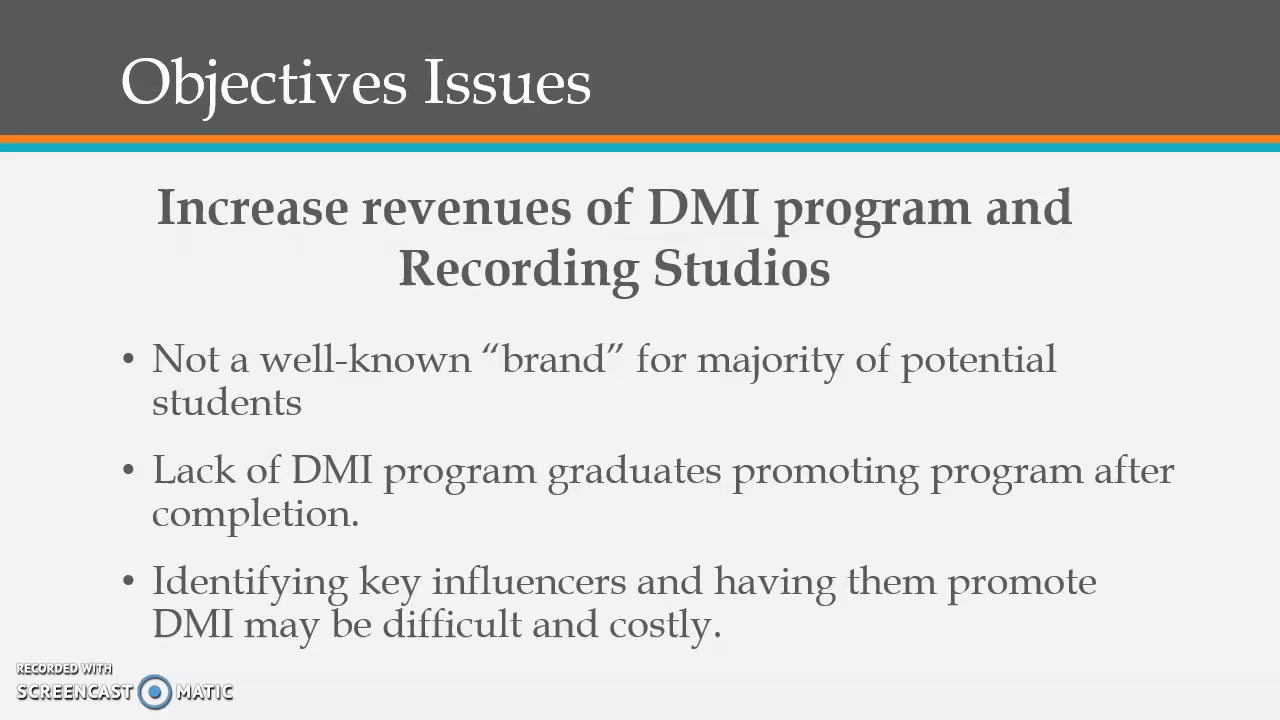 Objectives Issues
Increase revenues of DMI program and
Recording Studios
• Not a well-known “brand” for majority of potential
students
• Lack of DMI program graduates promoting program after
completion.
• Identifying key influencers and having them promote
DMI may be difficult and costly.
RECORDED WITH
SCREENCAST MATIC